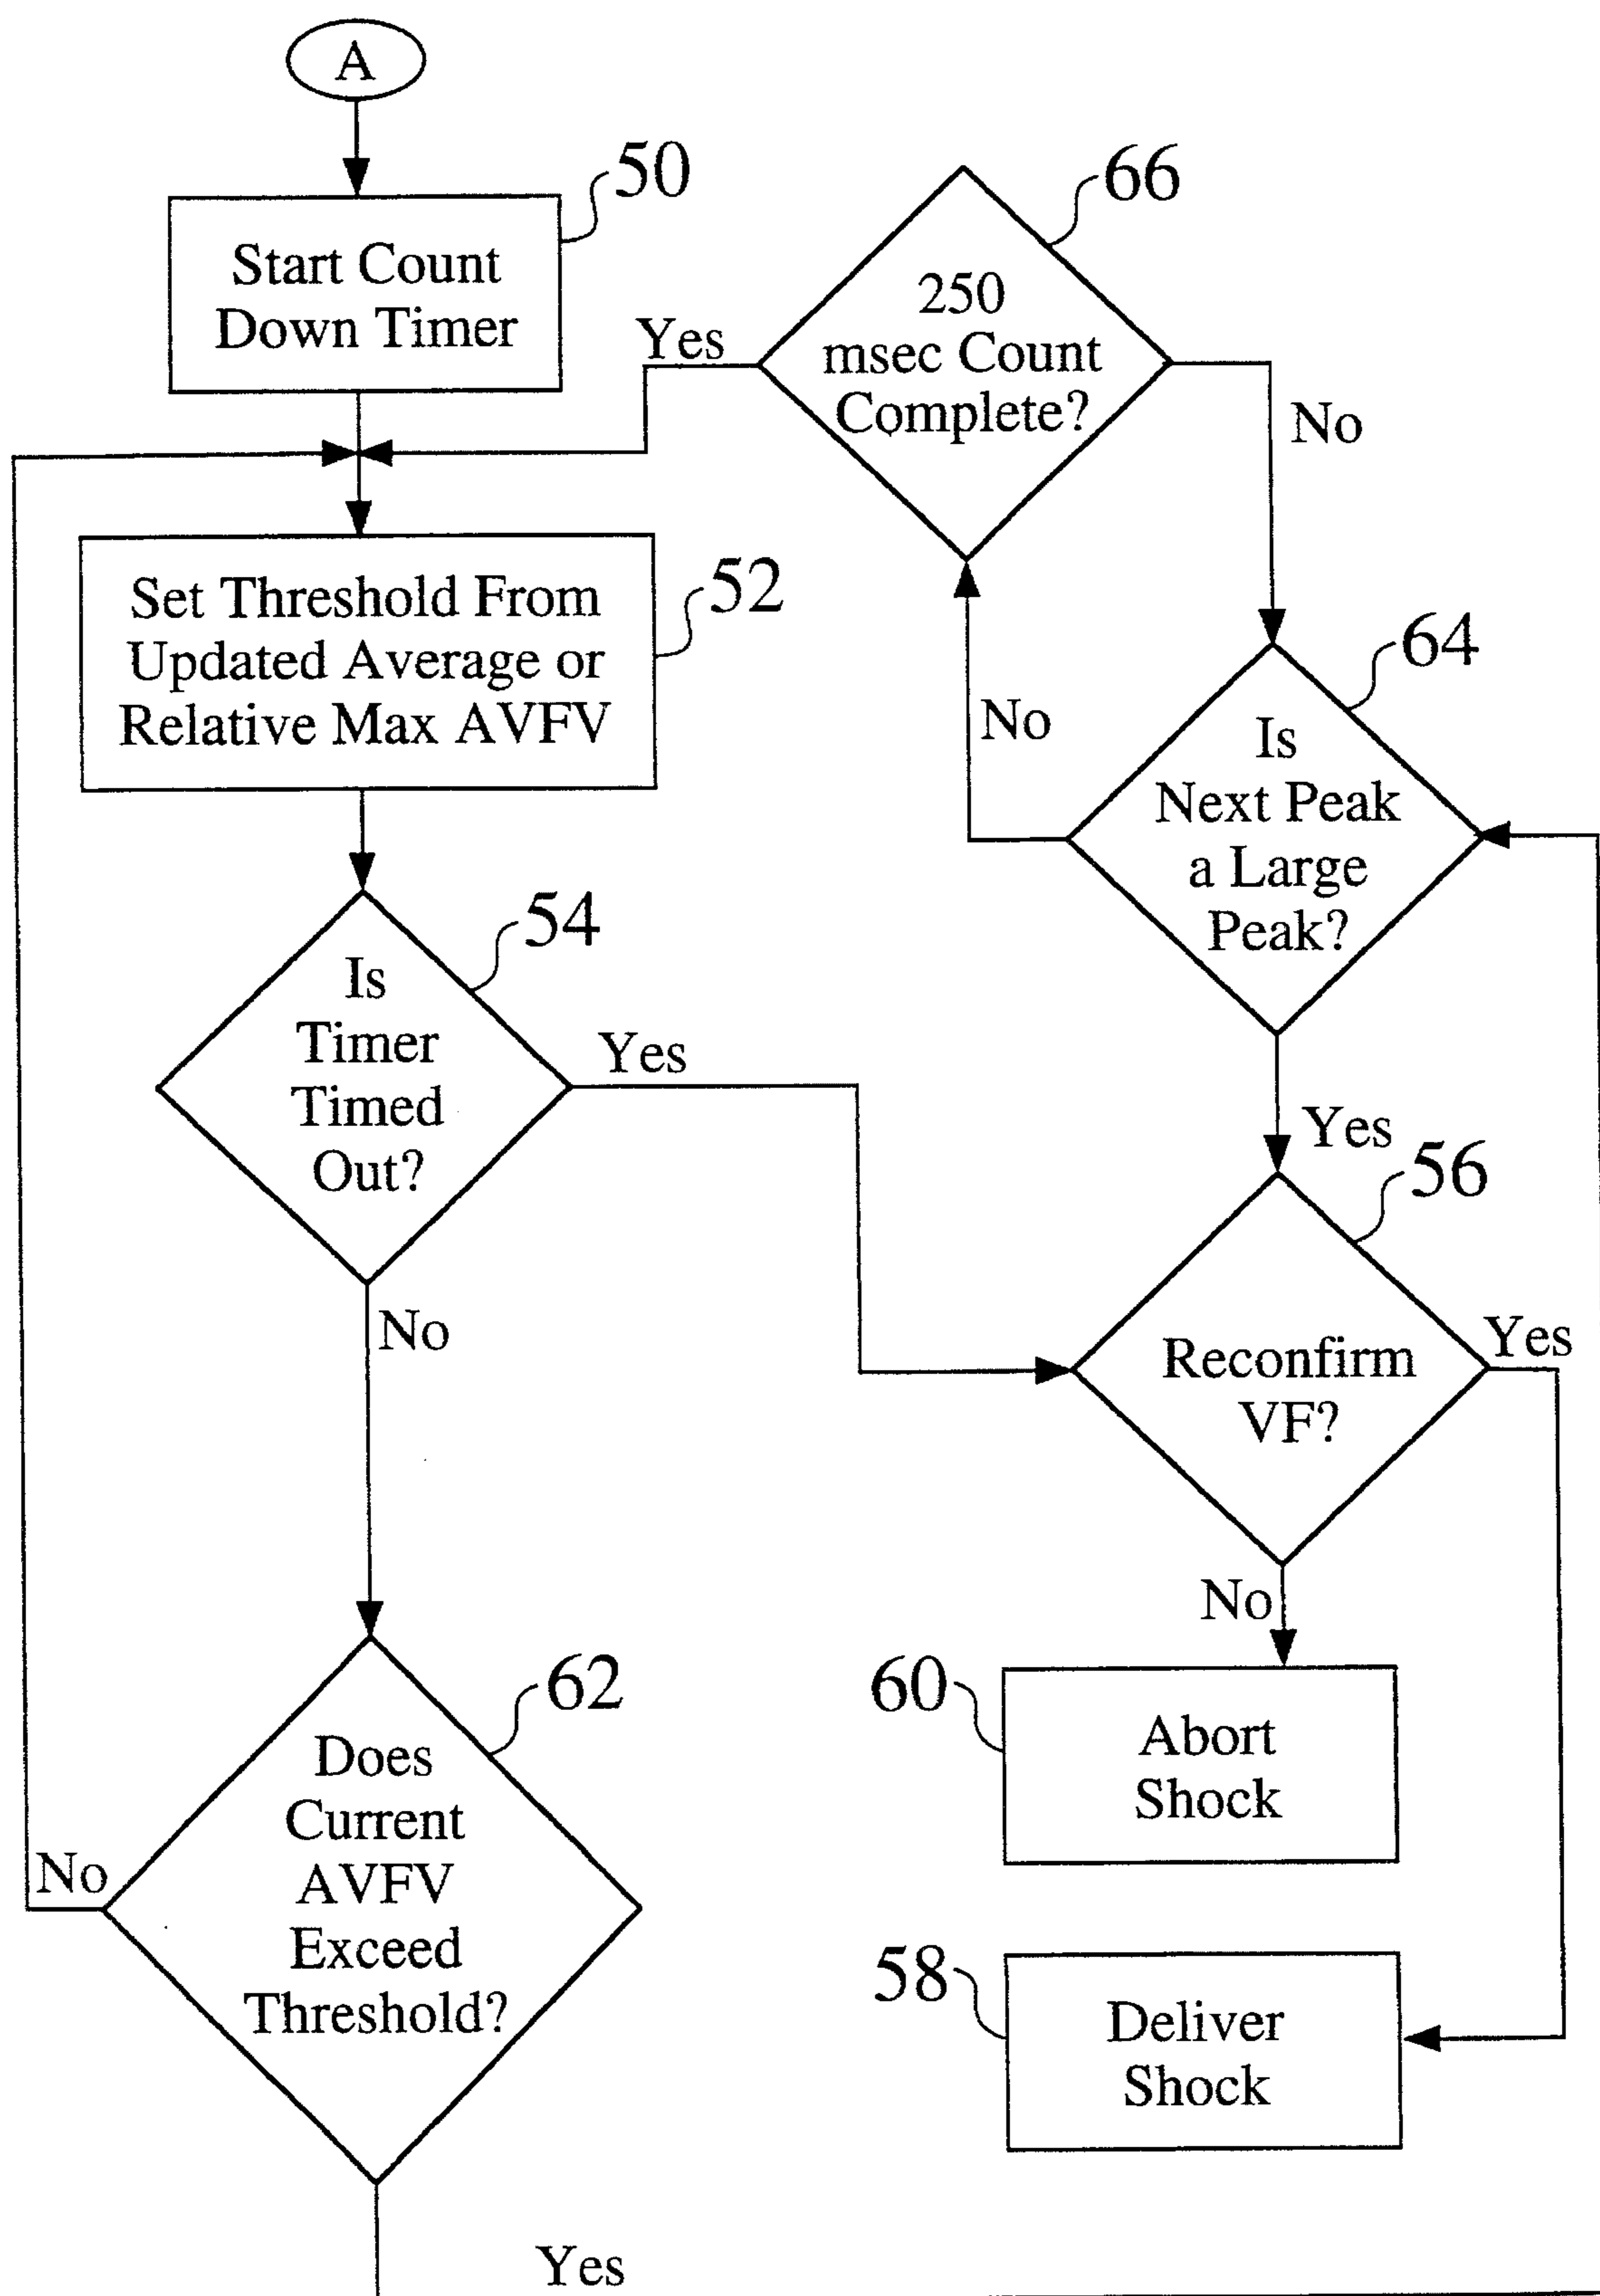 A
50
Start Count
Down Timer
66
250
msec Count
Complete?
Yes
No
52
Set Threshold From
Updated Average or
Relative Max AVFV
64
Is
Next Peak
a Large
Peak?
No
Yes
54
Is
Timer
Timed
Out?
Yes
No
56
Reconfirm
VF?
Yes
No
60
Abort
Shock
62
Does
Current
AVFV
Exceed
Threshold?
No
58
Deliver
Shock
Yes